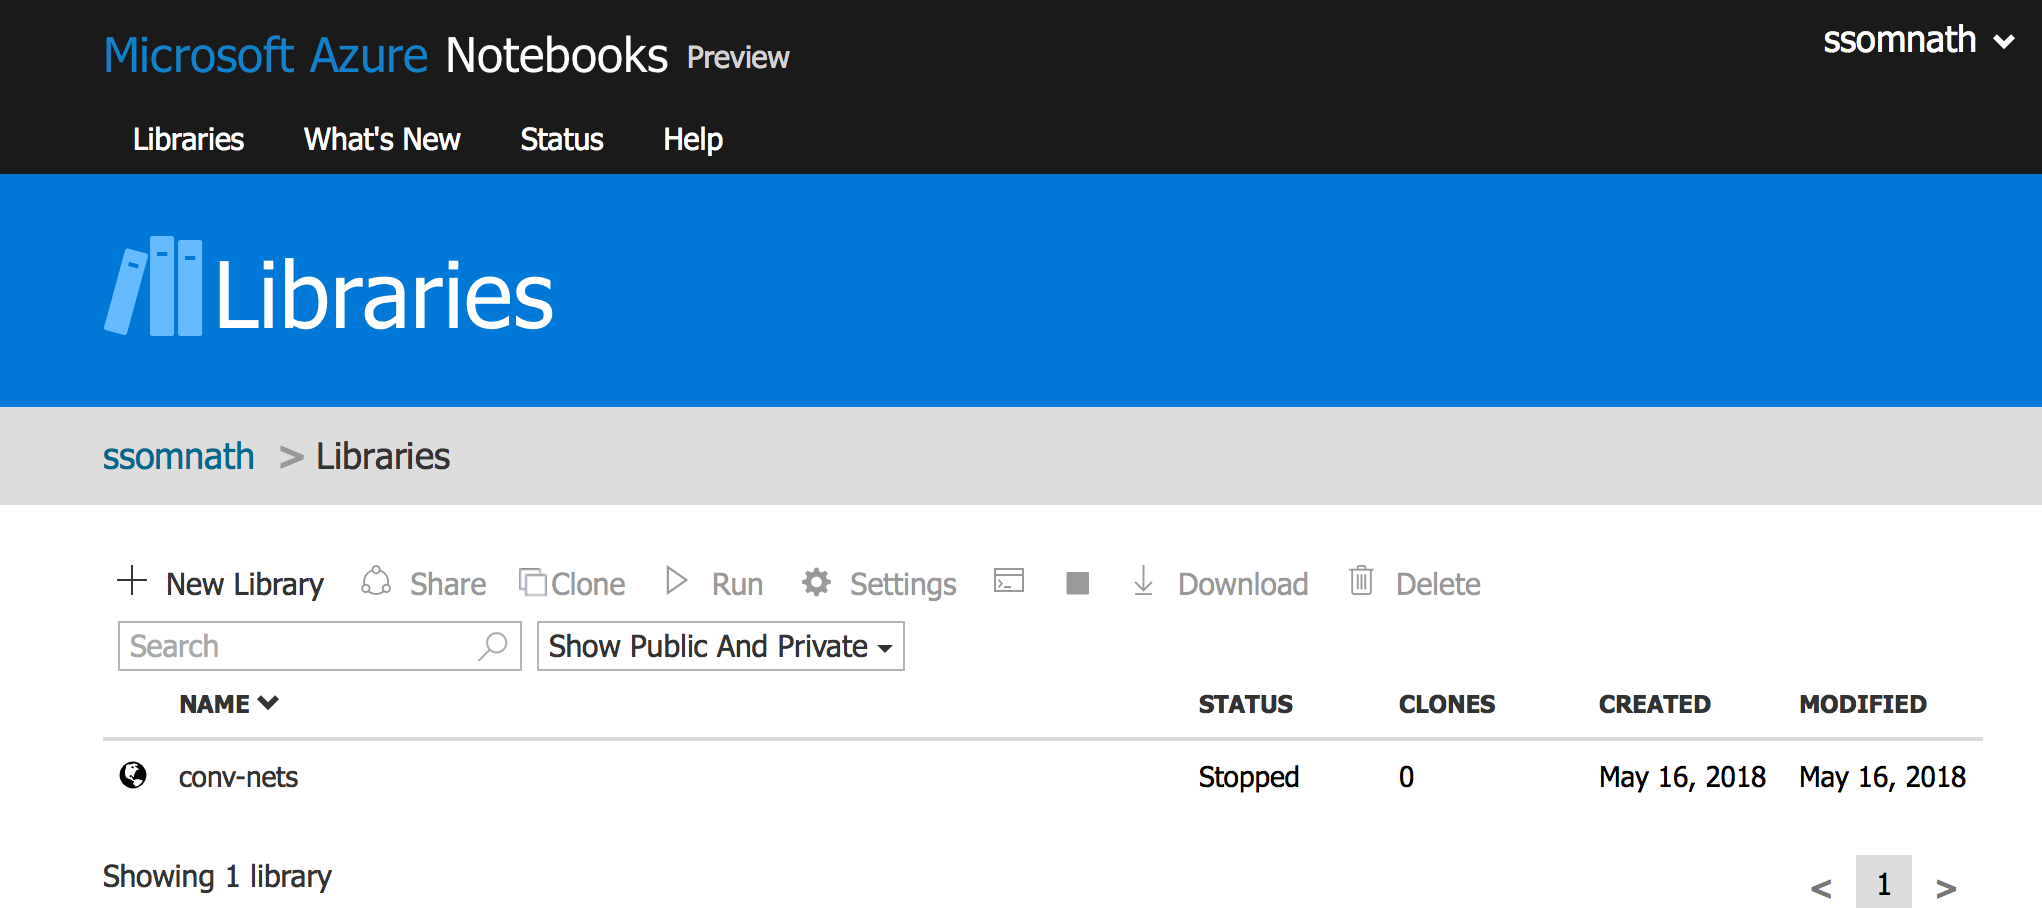 Microsoft Azure Notebooks Preview
ssomnath
Libraries What's New Status Help
Libraries
ssomnath > Libraries
New Library Share Clone Run Settings Download Delete
Search Show Public And Private
NAME STATUS CLONES CREATED MODIFIED
conv-nets Stopped 0 May 16, 2018 May 16, 2018
Showing 1 library < 1 >